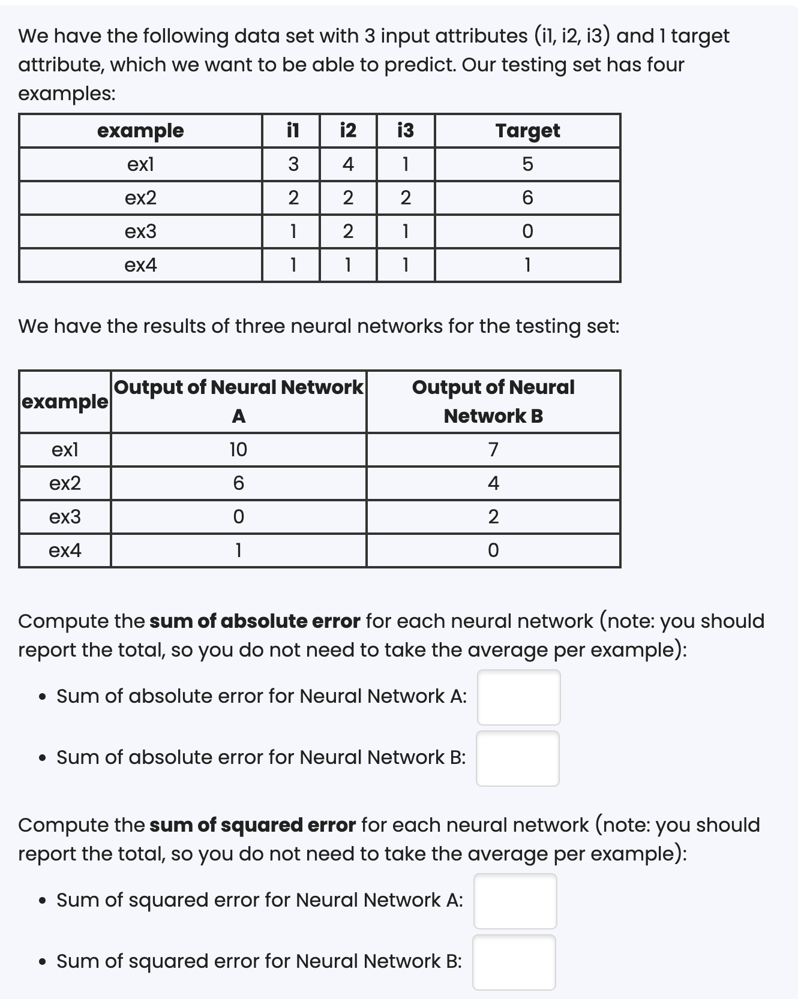 We have the following data set with 3 input attributes (i1, i2, i3) and 1 target
attribute, which we want to be able to predict. Our testing set has four
examples:
example i1 i2 i3 Target
ex1 3 4 1 5
ex2 2 2 2 6
ex3 1 2 1 0
ex4 1 1 1 1
We have the results of three neural networks for the testing set:
example Output of Neural Network A Output of Neural Network B
ex1 10 7
ex2 6 4
ex3 0 2
ex4 1 0
Compute the sum of absolute error for each neural network (note: you should
report the total, so you do not need to take the average per example):
• Sum of absolute error for Neural Network A:
• Sum of absolute error for Neural Network B:
Compute the sum of squared error for each neural network (note: you should
report the total, so you do not need to take the average per example):
• Sum of squared error for Neural Network A:
• Sum of squared error for Neural Network B: